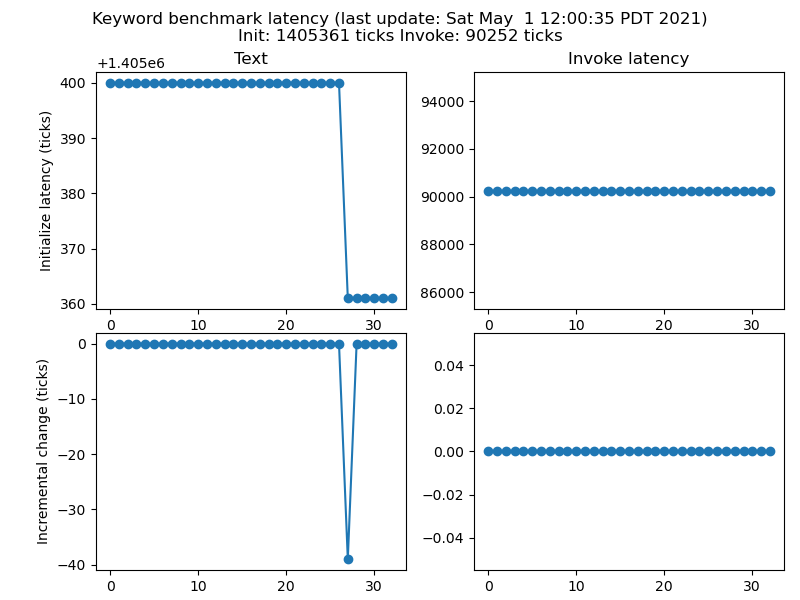 Keyword benchmark latency (last update: Sat May  1 12:00:35 PDT 2021)
Init: 1405361 ticks Invoke: 90252 ticks
Text
+1.405e6
Initialize latency (ticks)
400
390
380
370
360
0 10 20 30
Invoke latency
94000
92000
90000
88000
86000
0 10 20 30
Incremental change (ticks)
0
−10
−20
−30
−40
0 10 20 30
0.04
0.02
0.00
−0.02
−0.04
0 10 20 30